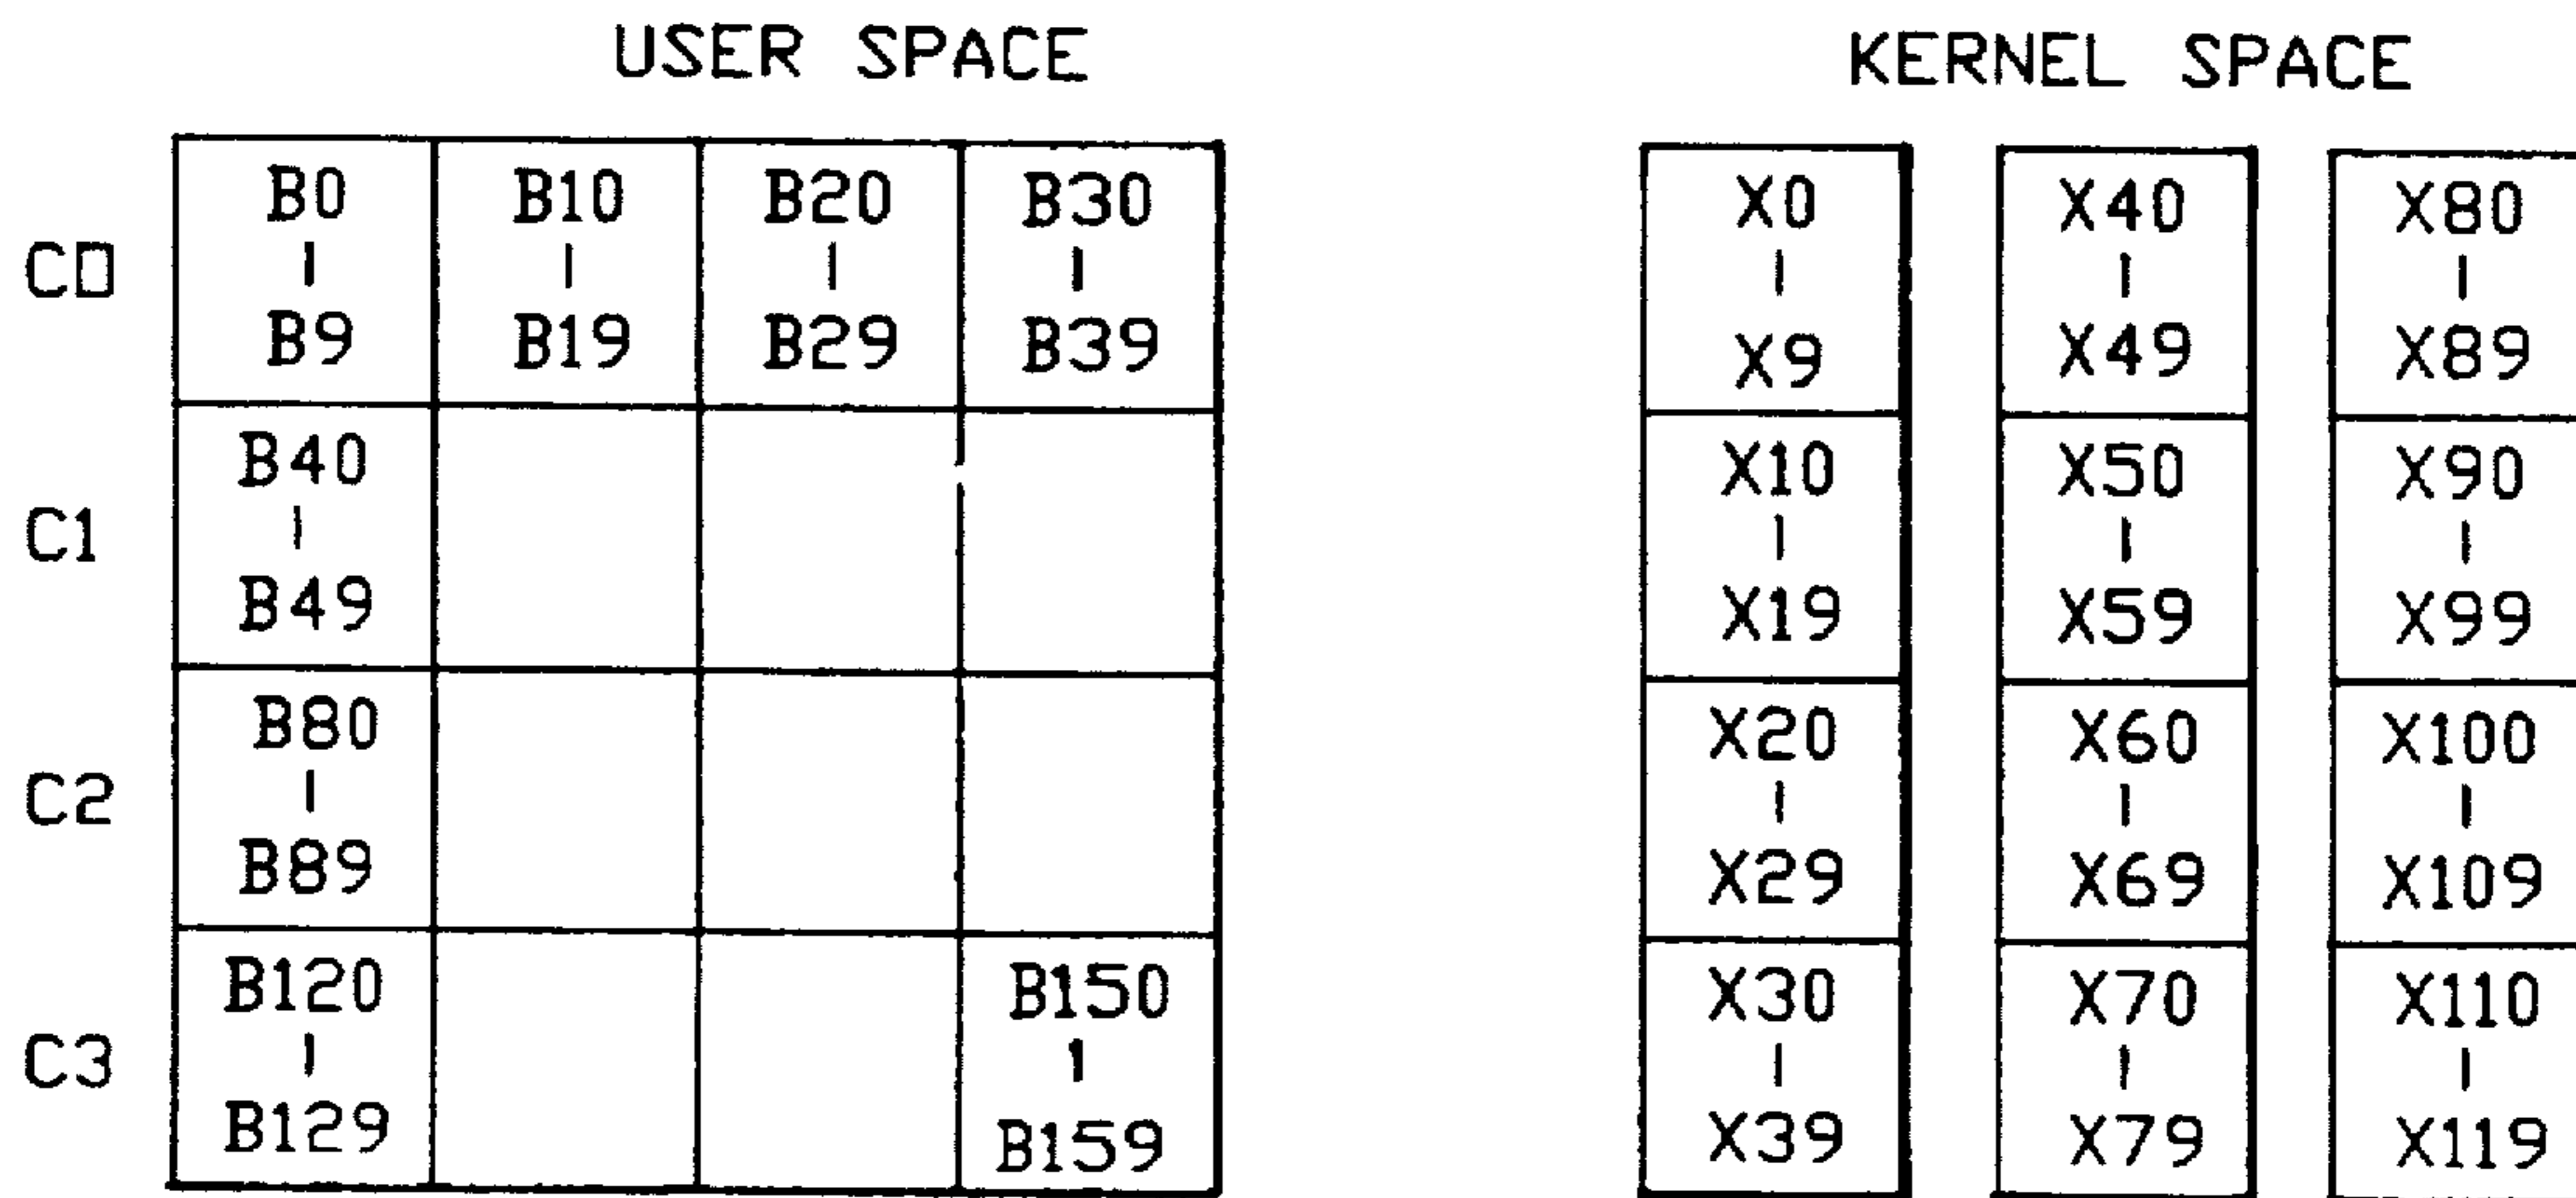 USER SPACE
KERNEL SPACE
B0 B10 B20 B30
C0 | | | |
B9 B19 B29 B39
B40
C1 |
B49
B80
C2 |
B89
B120 B150
C3 | |
B129 B159
X0 X40 X80
| | |
X9 X49 X89
X10 X50 X90
| | |
X19 X59 X99
X20 X60 X100
| | |
X29 X69 X109
X30 X70 X110
| | |
X39 X79 X119